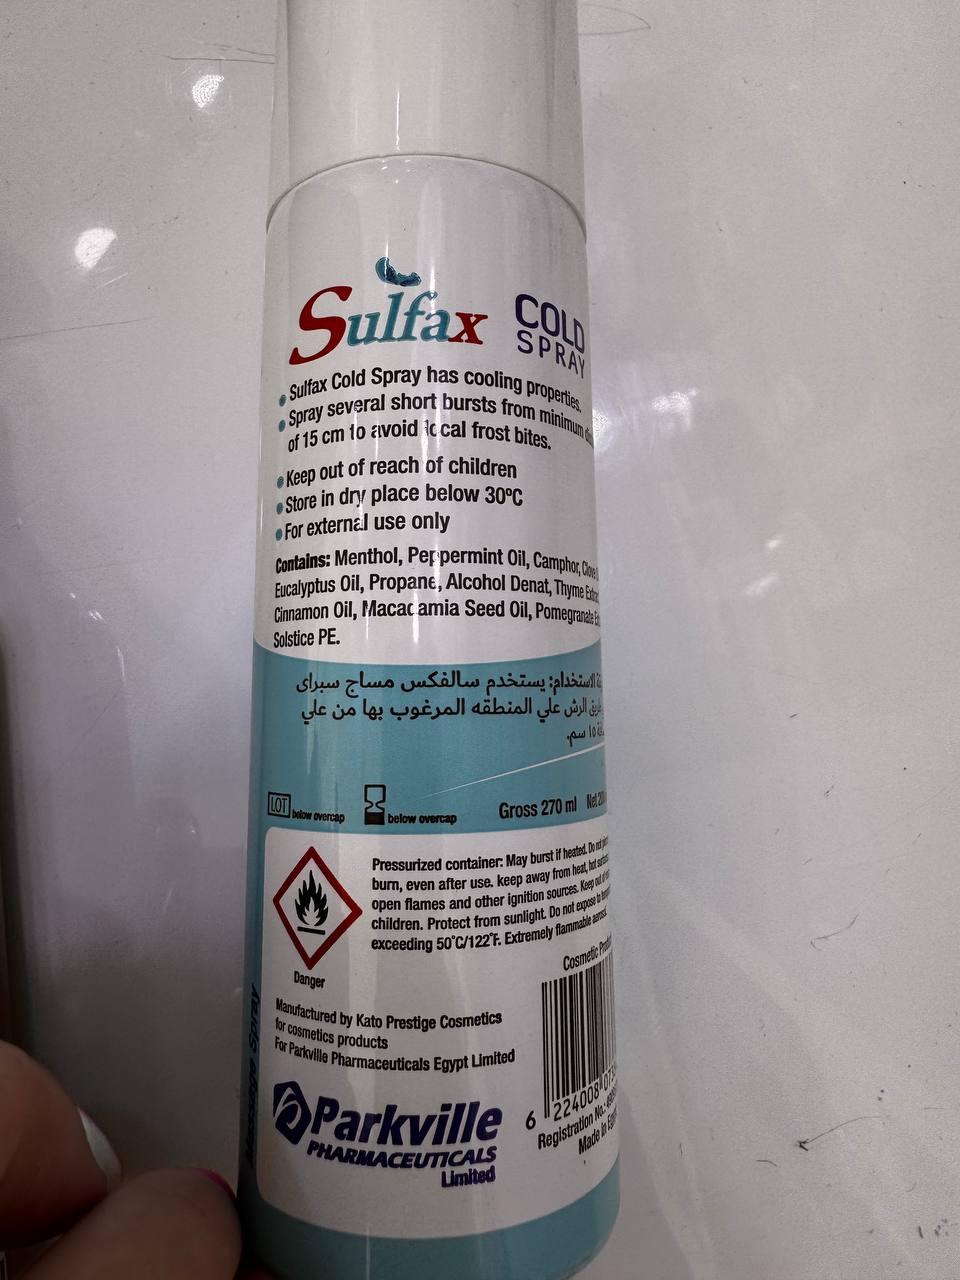 Sulfax COLD SPRAY
Sulfax Cold Spray has cooling properties.
Spray several short bursts from minimum
of 15 cm to avoid local frost bites.
Keep out of reach of children
Store in dry place below 30ºC
For external use only
Contains: Menthol, Peppermint Oil, Camphor, Clove
Eucalyptus Oil, Propane, Alcohol Denat, Thyme
Cinnamon Oil, Macadamia Seed Oil, Pomegranate
Solstice PE.
الاستخدام: يستخدم سالفكس مساج سبراى
الرش علي المنطقه المرغوب بها من علي
١٥ سم.
LOT below overcap
below overcap
Gross 270 ml Net
Pressurized container: May burst if heated. Do not
burn, even after use. keep away from heat, hot
open flames and other ignition sources. Keep out of
children. Protect from sunlight. Do not expose to
exceeding 50°C/122°F. Extremely flammable aerosol.
Danger
Cosmetic
Manufactured by Kato Prestige Cosmetics
for cosmetics products
For Parkville Pharmaceuticals Egypt Limited
6 224008
Registration No.:
Made in
Parkville
PHARMACEUTICALS
Limited
Massage Spray